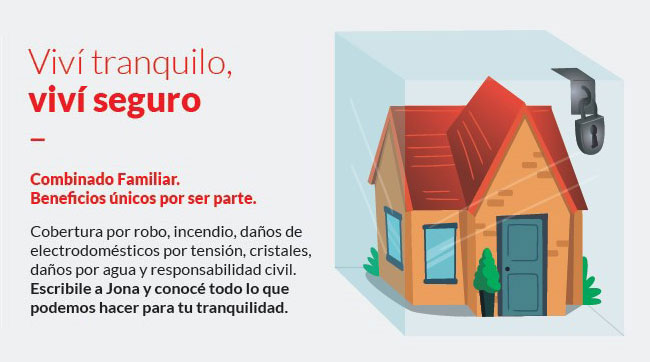 Viví tranquilo,
viví seguro
–
Combinado Familiar.
Beneficios únicos por ser parte.
Cobertura por robo, incendio, daños de
electrodomésticos por tensión, cristales,
daños por agua y responsabilidad civil.
Escribile a Jona y conocé todo lo que
podemos hacer para tu tranquilidad.